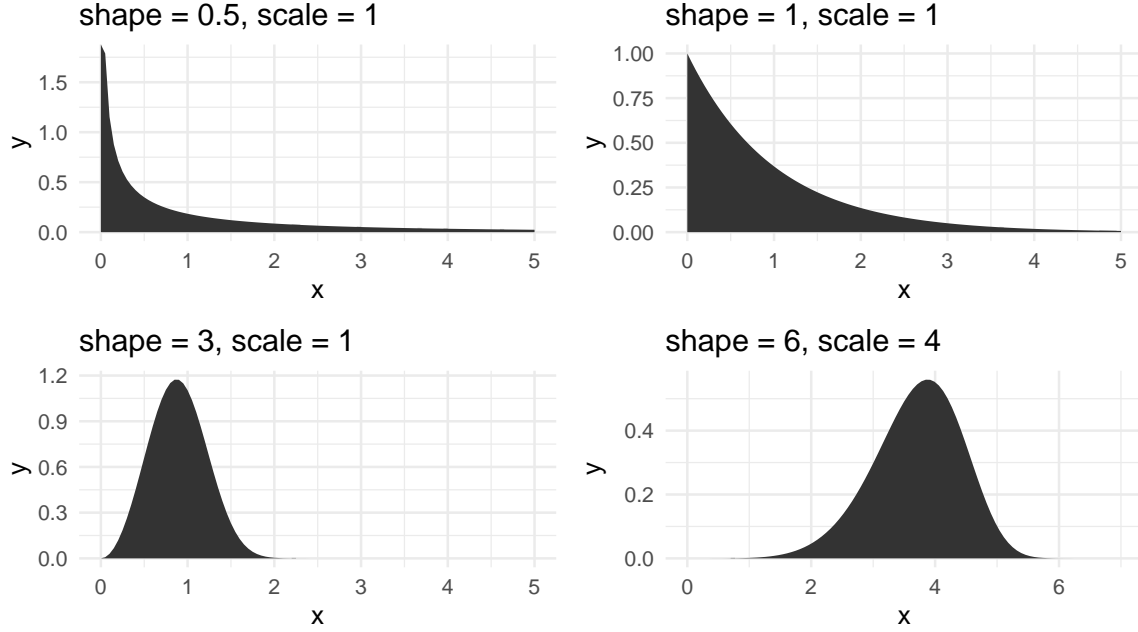 shape = 0.5, scale = 1
1.5
1.0
0.5
0.0
y
0 1 2 3 4 5
x
shape = 1, scale = 1
1.00
0.75
0.50
0.25
0.00
y
0 1 2 3 4 5
x
shape = 3, scale = 1
1.2
0.9
0.6
0.3
0.0
y
0 1 2 3 4 5
x
shape = 6, scale = 4
0.4
0.2
0.0
y
0 2 4 6
x